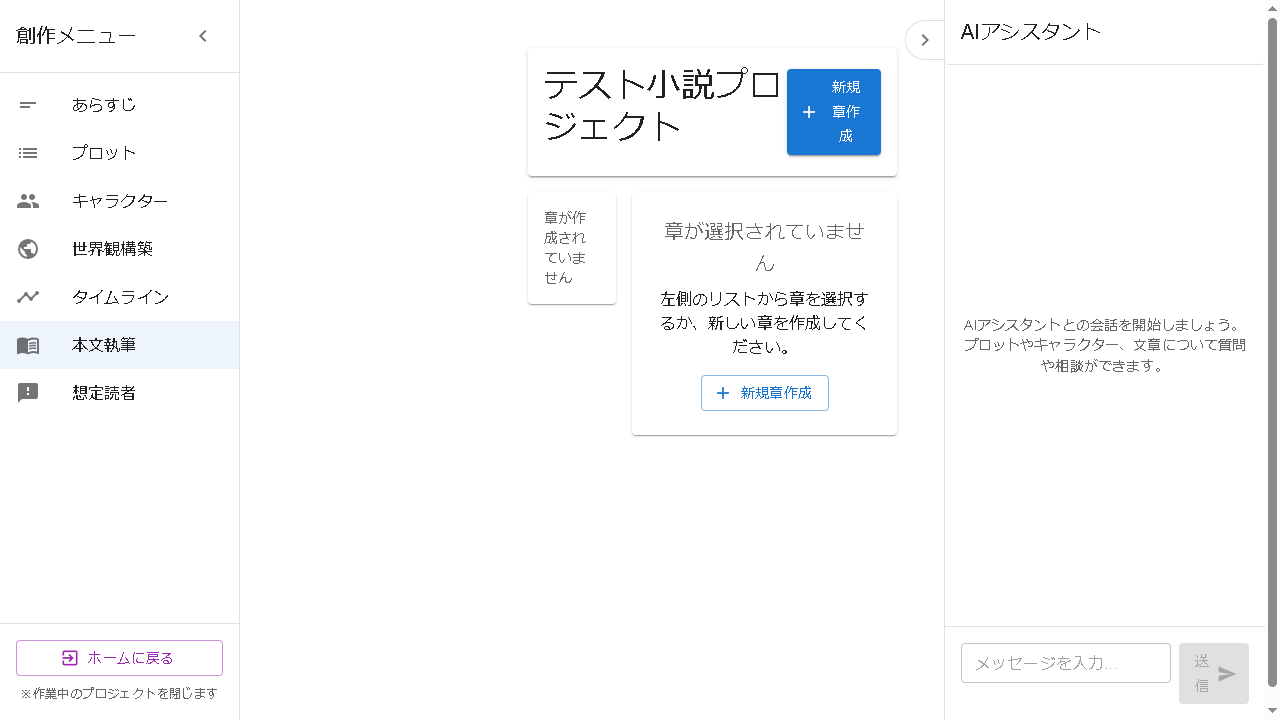 創作メニュー
あらすじ
プロット
キャラクター
世界観構築
タイムライン
本文執筆
想定読者
ホームに戻る
※作業中のプロジェクトを閉じます
テスト小説プロ
ジェクト
新規
章作
成
章が作
成され
ていま
せん
章が選択されていませ
ん
左側のリストから章を選択す
るか、新しい章を作成してく
ださい。
新規章作成
AIアシスタント
AIアシスタントとの会話を開始しましょう。
プロットやキャラクター、文章について質問
や相談ができます。
メッセージを入力...
送
信